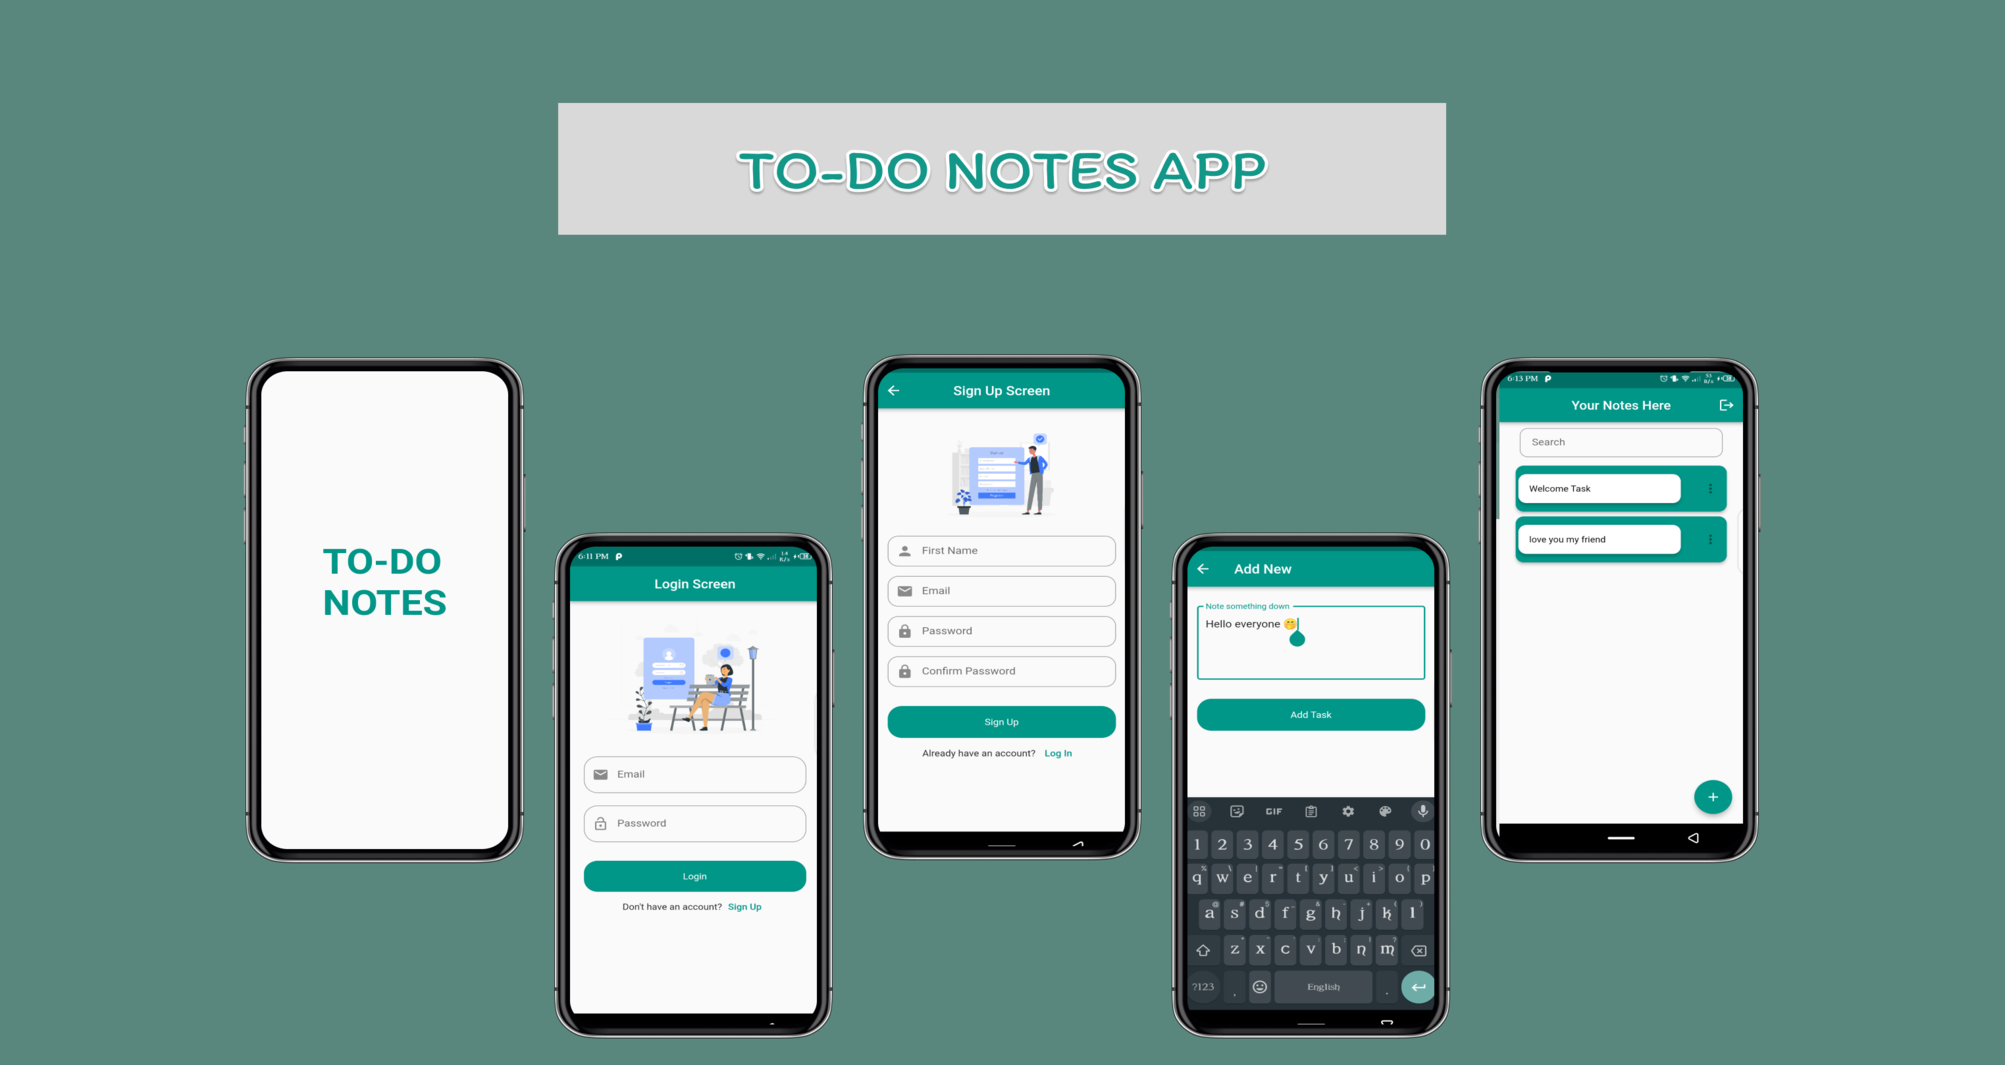 TO-DO NOTES APP
TO-DO
NOTES
6:11 PM
Login Screen
Email
Password
Login
Don't have an account? Sign Up
Sign Up Screen
First Name
Email
Password
Confirm Password
Sign Up
Already have an account? Log In
Add New
Note something down
Hello everyone 🤭
Add Task
GIF
1 2 3 4 5 6 7 8 9 0
q w e r t y u i o p
a s d f g h j k l
z x c v b n m
?123 , English .
6:13 PM
Your Notes Here
Search
Welcome Task
love you my friend
+